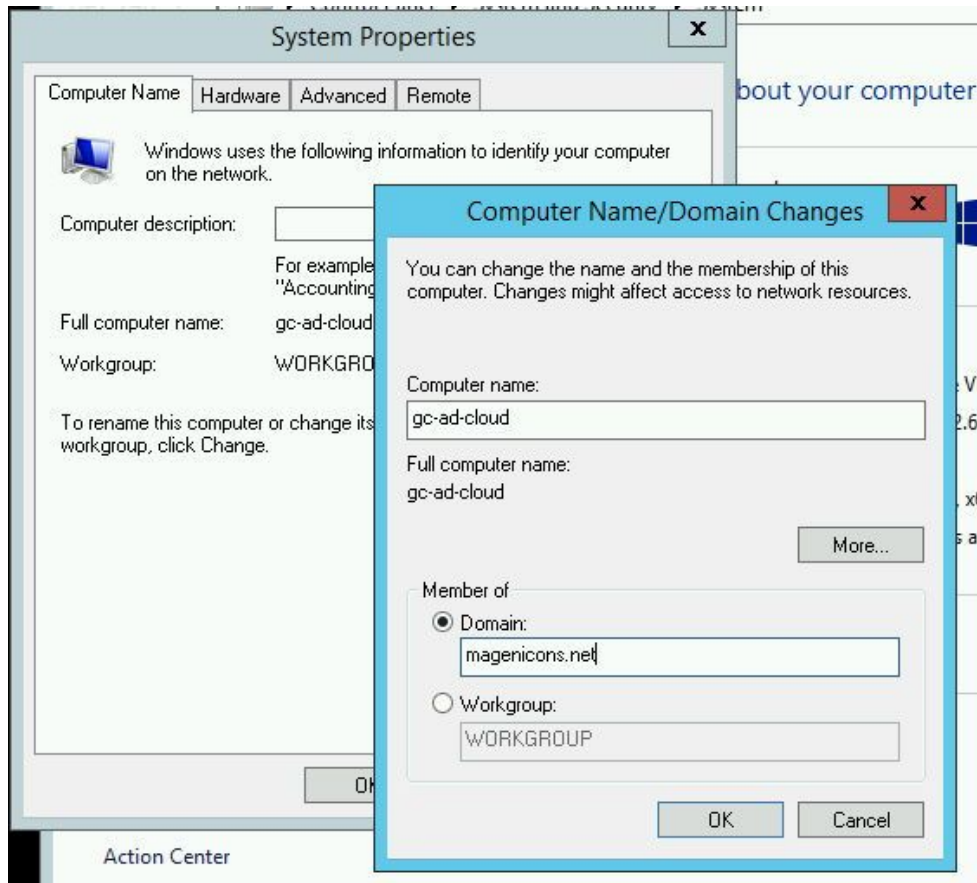 System Properties
X
Computer Name
Hardware
Advanced
Remote
Windows uses the following information to identify your computer
on the network.
Computer description:
For example
"Accounting
Full computer name:
gc-ad-cloud
Workgroup:
WORKGRO
To rename this computer or change its
workgroup, click Change.
Action Center
bout your computer
Computer Name/Domain Changes
X
You can change the name and the membership of this
computer. Changes might affect access to network resources.
Computer name:
gc-ad-cloud
Full computer name:
gc-ad-cloud
More...
Member of
Domain:
magenicons.net
Workgroup:
WORKGROUP
OK
Cancel